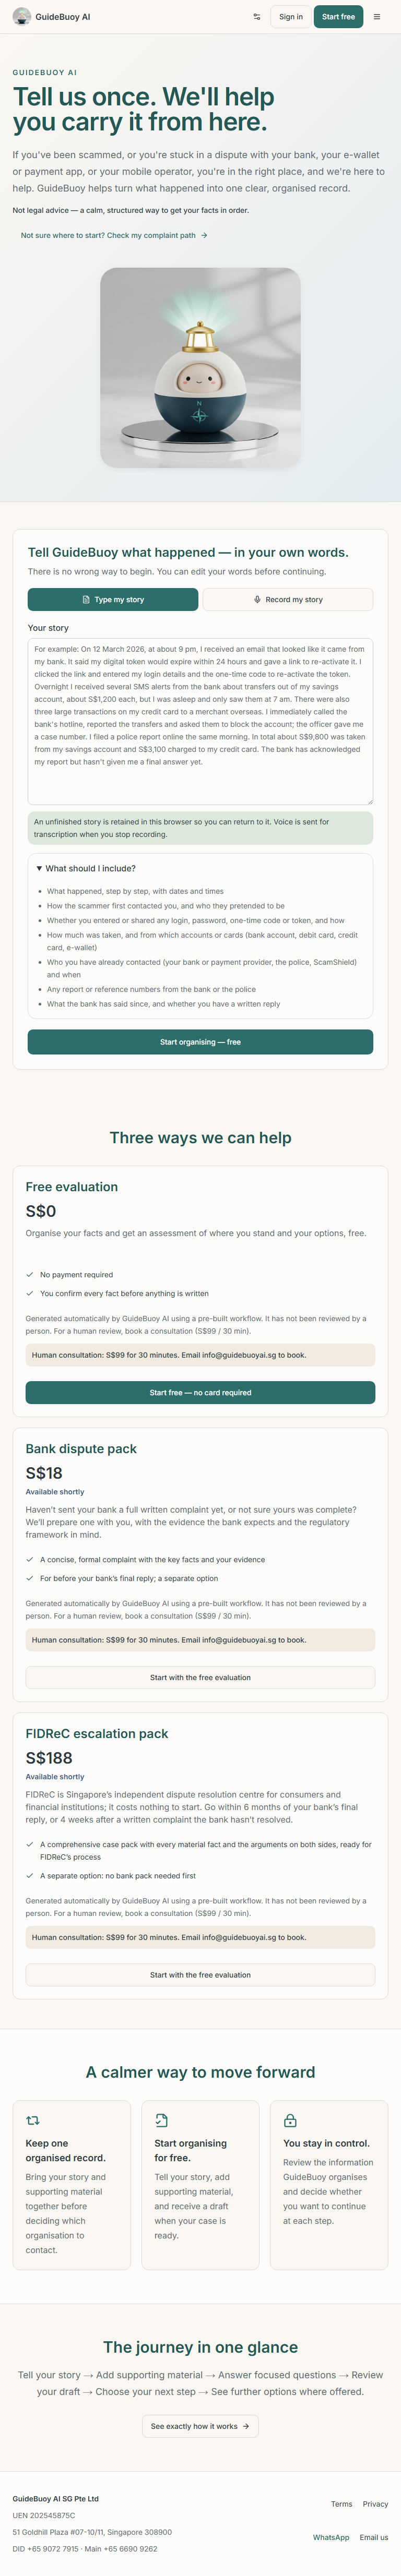 GuideBuoy AI
Sign in
Start free
GUIDEBUOY AI
Tell us once. We'll help
you carry it from here.
If you've been scammed, or you're stuck in a dispute with your bank, your e-wallet
or payment app, or your mobile operator, you're in the right place, and we're here to
help. GuideBuoy helps turn what happened into one clear, organised record.
Not legal advice — a calm, structured way to get your facts in order.
Not sure where to start? Check my complaint path →
N
Tell GuideBuoy what happened — in your own words.
There is no wrong way to begin. You can edit your words before continuing.
Type my story
Record my story
Your story
For example: On 12 March 2026, at about 9 pm, I received an email that looked like it came from
my bank. It said my digital token would expire within 24 hours and gave a link to re-activate it. I
clicked the link and entered my login details and the one-time code to re-activate the token.
Overnight I received several SMS alerts from the bank about transfers out of my savings
account, about S$1,200 each, but I was asleep and only saw them at 7 am. There were also
three large transactions on my credit card to a merchant overseas. I immediately called the
bank's hotline, reported the transfers and asked them to block the account; the officer gave me
a case number. I filed a police report online the same morning. In total about S$9,800 was taken
from my savings account and S$3,100 charged to my credit card. The bank has acknowledged
my report but hasn't given me a final answer yet.
An unfinished story is retained in this browser so you can return to it. Voice is sent for
transcription when you stop recording.
▼ What should I include?
• What happened, step by step, with dates and times
• How the scammer first contacted you, and who they pretended to be
• Whether you entered or shared any login, password, one-time code or token, and how
• How much was taken, and from which accounts or cards (bank account, debit card, credit
card, e-wallet)
• Who you have already contacted (your bank or payment provider, the police, ScamShield)
and when
• Any report or reference numbers from the bank or the police
• What the bank has said since, and whether you have a written reply
Start organising — free
Three ways we can help
Free evaluation
S$0
Organise your facts and get an assessment of where you stand and your options, free.
No payment required
You confirm every fact before anything is written
Generated automatically by GuideBuoy AI using a pre-built workflow. It has not been reviewed by a
person. For a human review, book a consultation (S$99 / 30 min).
Human consultation: S$99 for 30 minutes. Email info@guidebuoyai.sg to book.
Start free — no card required
Bank dispute pack
S$18
Available shortly
Haven't sent your bank a full written complaint yet, or not sure yours was complete?
We'll prepare one with you, with the evidence the bank expects and the regulatory
framework in mind.
A concise, formal complaint with the key facts and your evidence
For before your bank's final reply; a separate option
Generated automatically by GuideBuoy AI using a pre-built workflow. It has not been reviewed by a
person. For a human review, book a consultation (S$99 / 30 min).
Human consultation: S$99 for 30 minutes. Email info@guidebuoyai.sg to book.
Start with the free evaluation
FIDReC escalation pack
S$188
Available shortly
FIDReC is Singapore's independent dispute resolution centre for consumers and
financial institutions; it costs nothing to start. Go within 6 months of your bank's final
reply, or 4 weeks after a written complaint the bank hasn't resolved.
A comprehensive case pack with every material fact and the arguments on both sides, ready for
FIDReC's process
A separate option: no bank pack needed first
Generated automatically by GuideBuoy AI using a pre-built workflow. It has not been reviewed by a
person. For a human review, book a consultation (S$99 / 30 min).
Human consultation: S$99 for 30 minutes. Email info@guidebuoyai.sg to book.
Start with the free evaluation
A calmer way to move forward
Keep one
organised record.
Bring your story and
supporting material
together before
deciding which
organisation to
contact.
Start organising
for free.
Tell your story, add
supporting material,
and receive a draft
when your case is
ready.
You stay in control.
Review the information
GuideBuoy organises
and decide whether
you want to continue
at each step.
The journey in one glance
Tell your story → Add supporting material → Answer focused questions → Review
your draft → Choose your next step → See further options where offered.
See exactly how it works →
GuideBuoy AI SG Pte Ltd
UEN 202545875C
51 Goldhill Plaza #07-10/11, Singapore 308900
DID +65 9072 7915 · Main +65 6690 9262
Terms Privacy
WhatsApp Email us